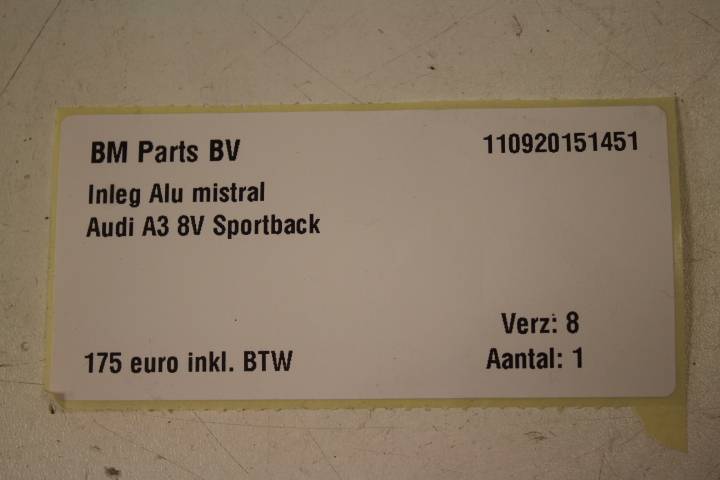 BM Parts BV
110920151451
Inleg Alu mistral
Audi A3 8V Sportback
Verz: 8
175 euro inkl. BTW
Aantal: 1